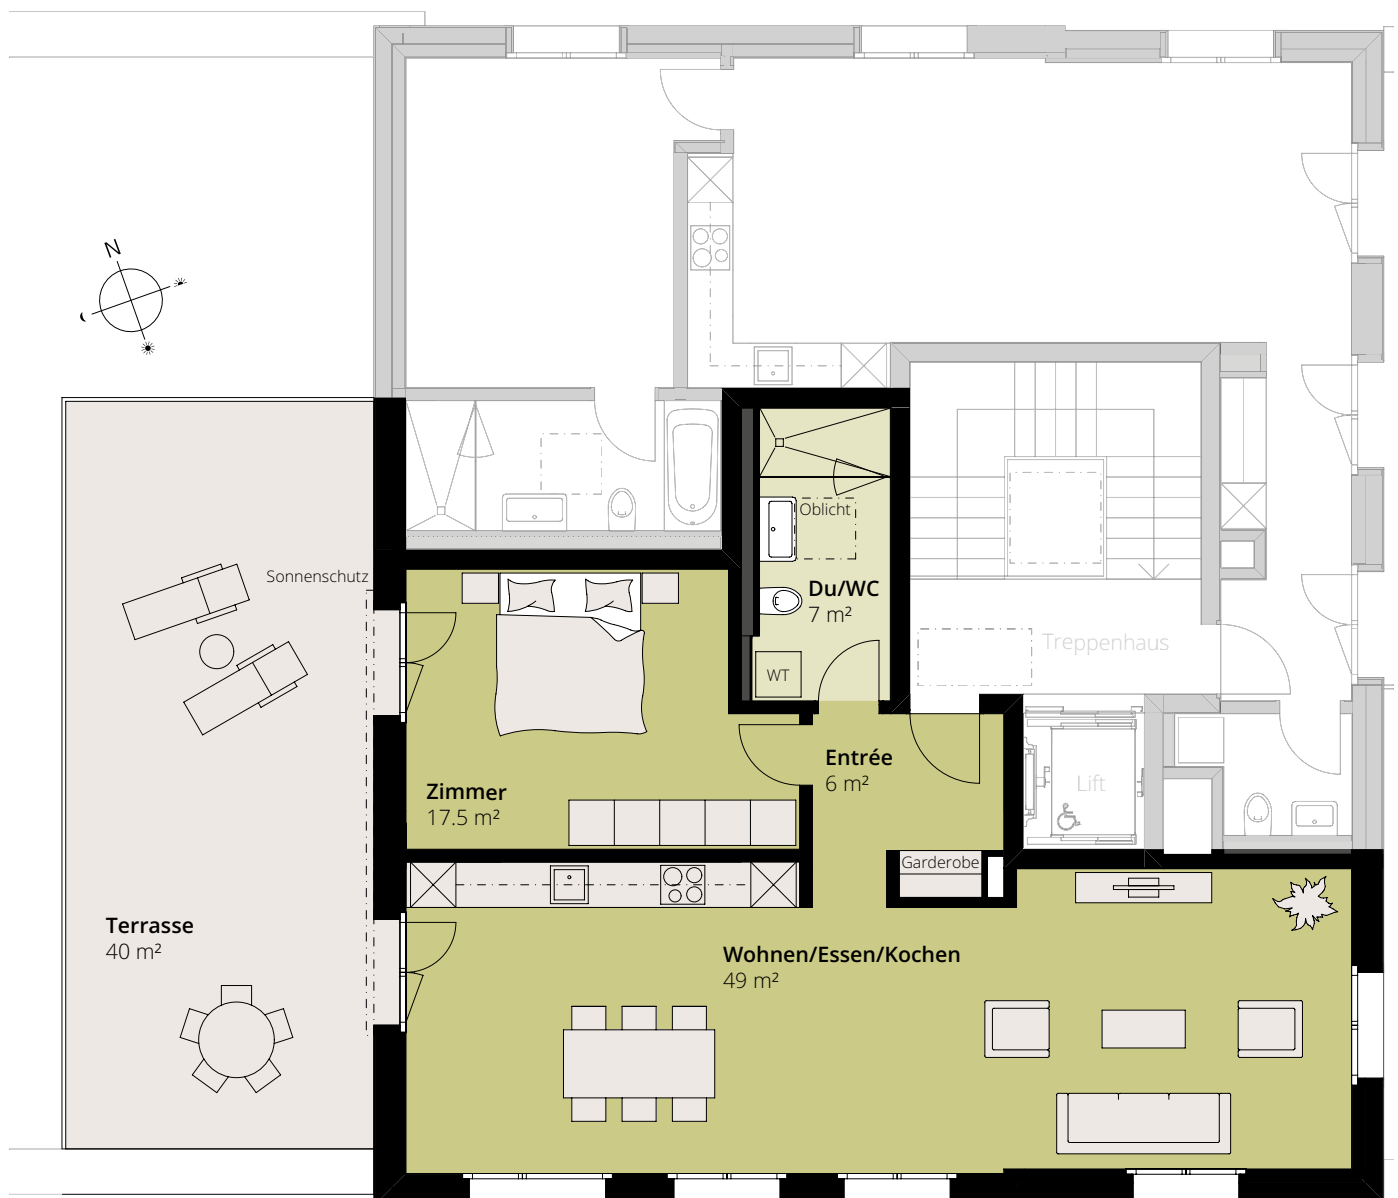 N
Sonnenschutz
Oblicht
Du/WC
7 m²
WT
Treppenhaus
Entrée
6 m²
Lift
Zimmer
17.5 m²
Garderobe
Terrasse
40 m²
Wohnen/Essen/Kochen
49 m²